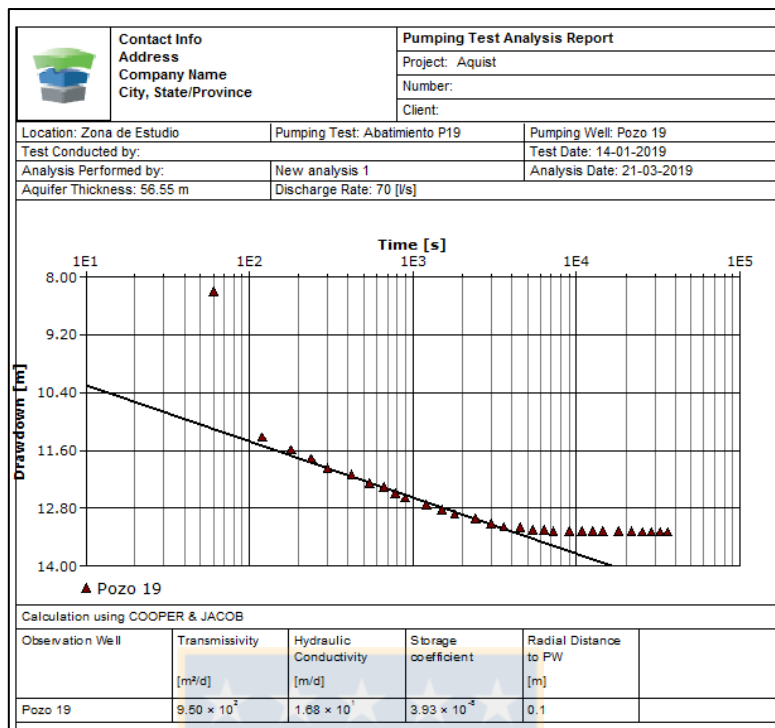 Contact Info
Address
Company Name
City, State/Province
Pumping Test Analysis Report
Project: Aquist
Number:
Client:
Location: Zona de Estudio Pumping Test: Abatimiento P19 Pumping Well: Pozo 19
Test Conducted by: Test Date: 14-01-2019
Analysis Performed by: New analysis 1 Analysis Date: 21-03-2019
Aquifer Thickness: 56.55 m Discharge Rate: 70 [l/s]
Time [s]
1E1 1E2 1E3 1E4 1E5
8.00
9.20
10.40
11.60
12.80
14.00
Drawdown [m]
Pozo 19
Calculation using COOPER & JACOB
Observation Well Transmissivity Hydraulic Storage Radial Distance
Conductivity coefficient to PW
[m²/d] [m/d] [m]
Pozo 19 9.50 × 10² 1.68 × 10¹ 0.1